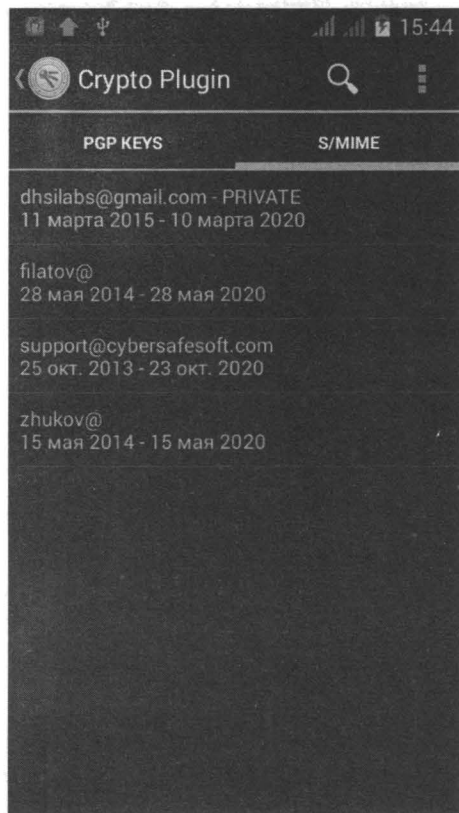 15:44
Crypto Plugin
PGP KEYS
S/MIME
dhsilabs@gmail.com - PRIVATE
11 марта 2015 - 10 марта 2020
filatov@
28 мая 2014 - 28 мая 2020
support@cybersafesoft.com
25 окт. 2013 - 23 окт. 2020
zhukov@
15 мая 2014 - 15 мая 2020